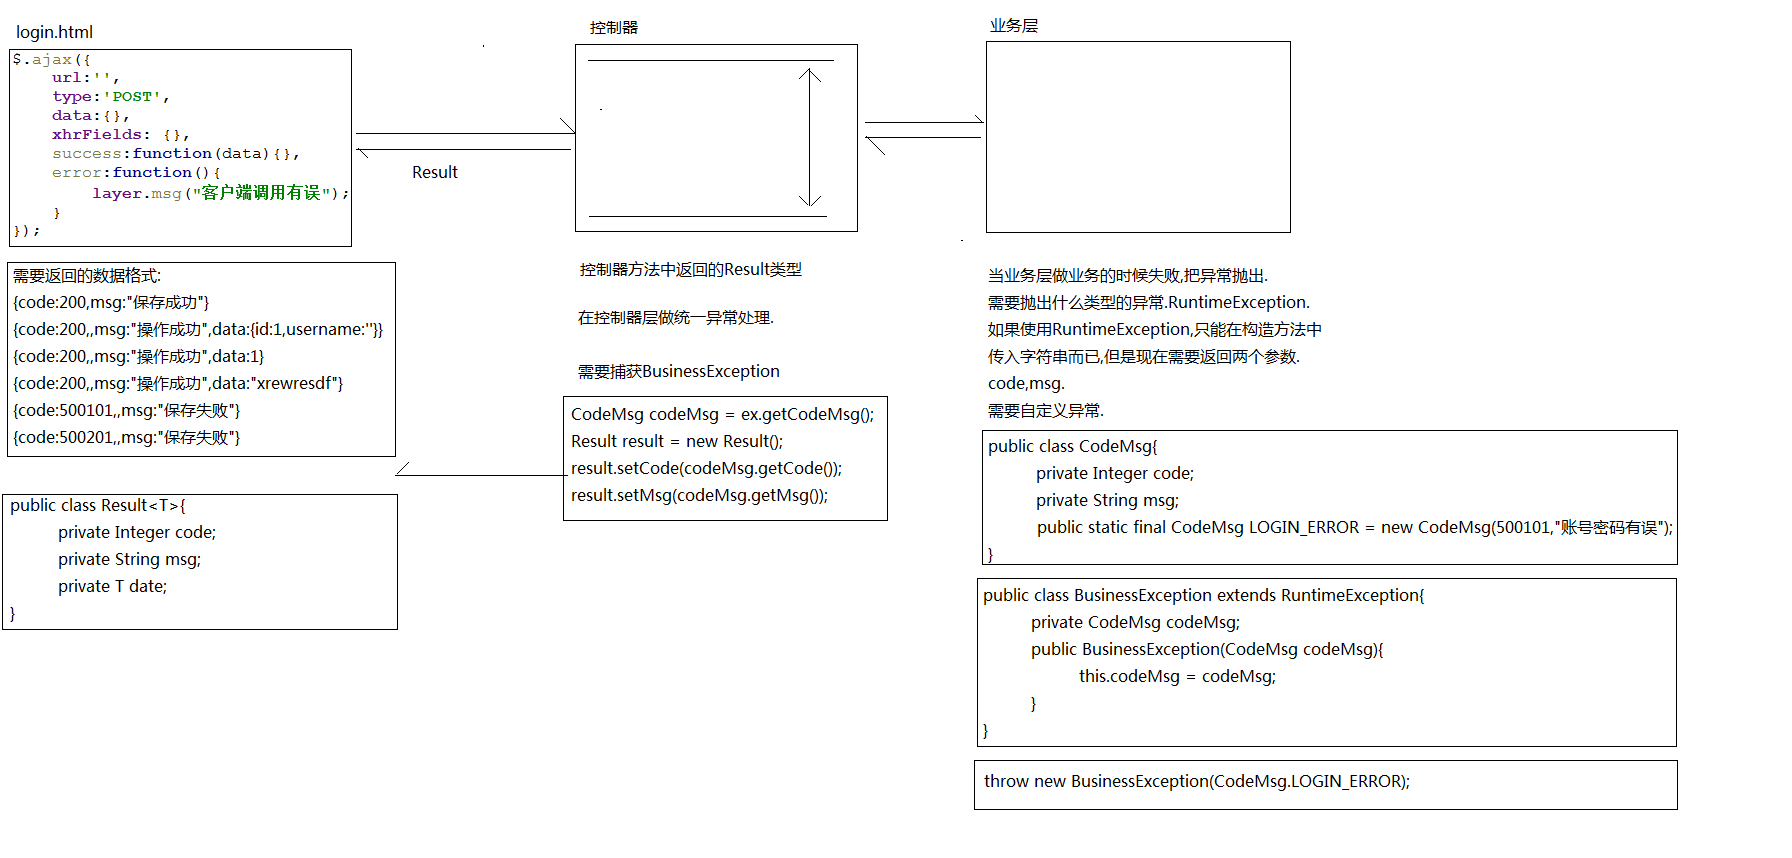 login.html
$.ajax({
    url:'',
    type:'POST',
    data:{},
    xhrFields: {},
    success:function(data){},
    error:function(){
        layer.msg("客户端调用有误");
    }
});
需要返回的数据格式:
{code:200,msg:"保存成功"}
{code:200,,msg:"操作成功",data:{id:1,username:''}}
{code:200,,msg:"操作成功",data:1}
{code:200,,msg:"操作成功",data:"xrewresdf"}
{code:500101,,msg:"保存失败"}
{code:500201,,msg:"保存失败"}
public class Result<T>{
    private Integer code;
    private String msg;
    private T date;
}
Result
控制器
控制器方法中返回的Result类型
在控制器层做统一异常处理.
需要捕获BusinessException
CodeMsg codeMsg = ex.getCodeMsg();
Result result = new Result();
result.setCode(codeMsg.getCode());
result.setMsg(codeMsg.getMsg());
业务层
当业务层做业务的时候失败,把异常抛出.
需要抛出什么类型的异常.RuntimeException.
如果使用RuntimeException,只能在构造方法中
传入字符串而已,但是现在需要返回两个参数.
code,msg.
需要自定义异常.
public class CodeMsg{
    private Integer code;
    private String msg;
    public static final CodeMsg LOGIN_ERROR = new CodeMsg(500101,"账号密码有误");
}
public class BusinessException extends RuntimeException{
    private CodeMsg codeMsg;
    public BusinessException(CodeMsg codeMsg){
        this.codeMsg = codeMsg;
    }
}
throw new BusinessException(CodeMsg.LOGIN_ERROR);